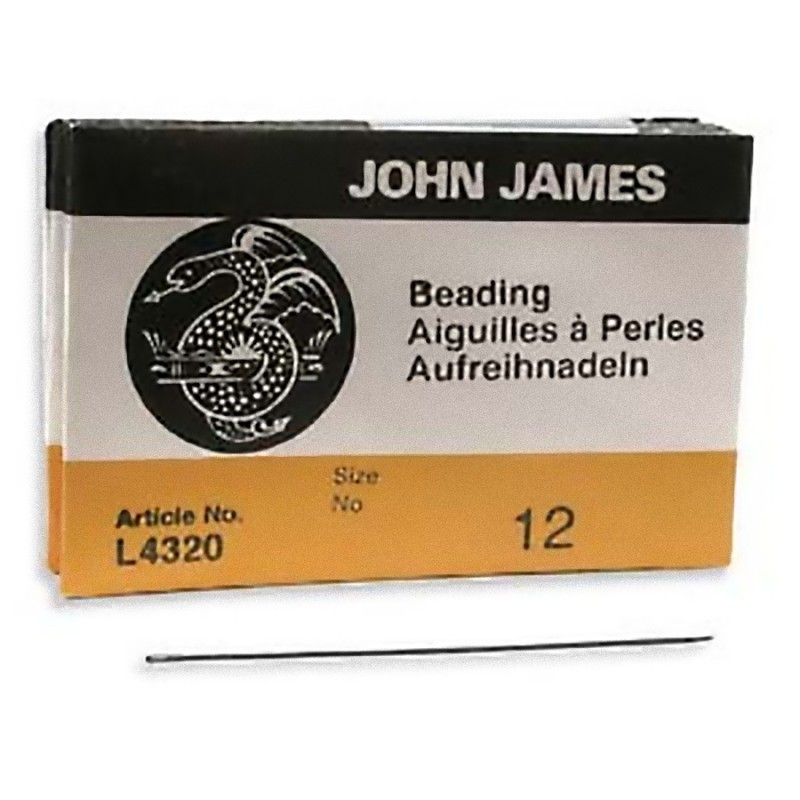 JOHN JAMES
Beading
Aiguilles à Perles
Aufreihnadeln
Size
No
12
Article No.
L4320